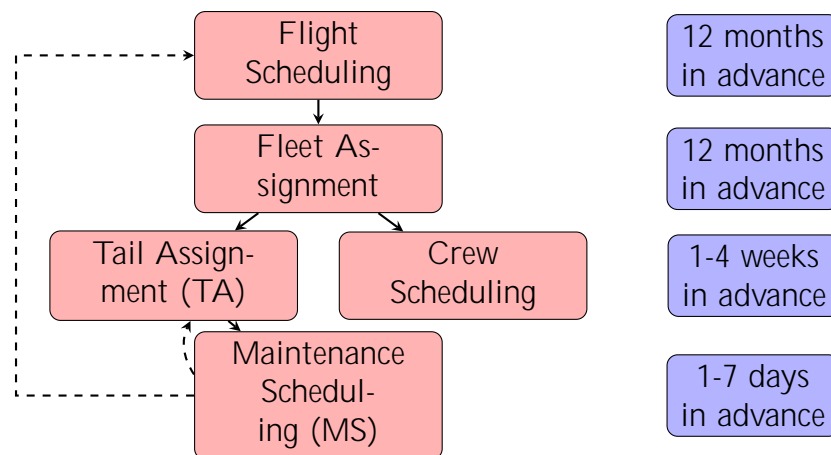 Flight
Scheduling
12 months
in advance
Fleet As-
signment
12 months
in advance
Tail Assign-
ment (TA)
Crew
Scheduling
1-4 weeks
in advance
Maintenance
Schedul-
ing (MS)
1-7 days
in advance